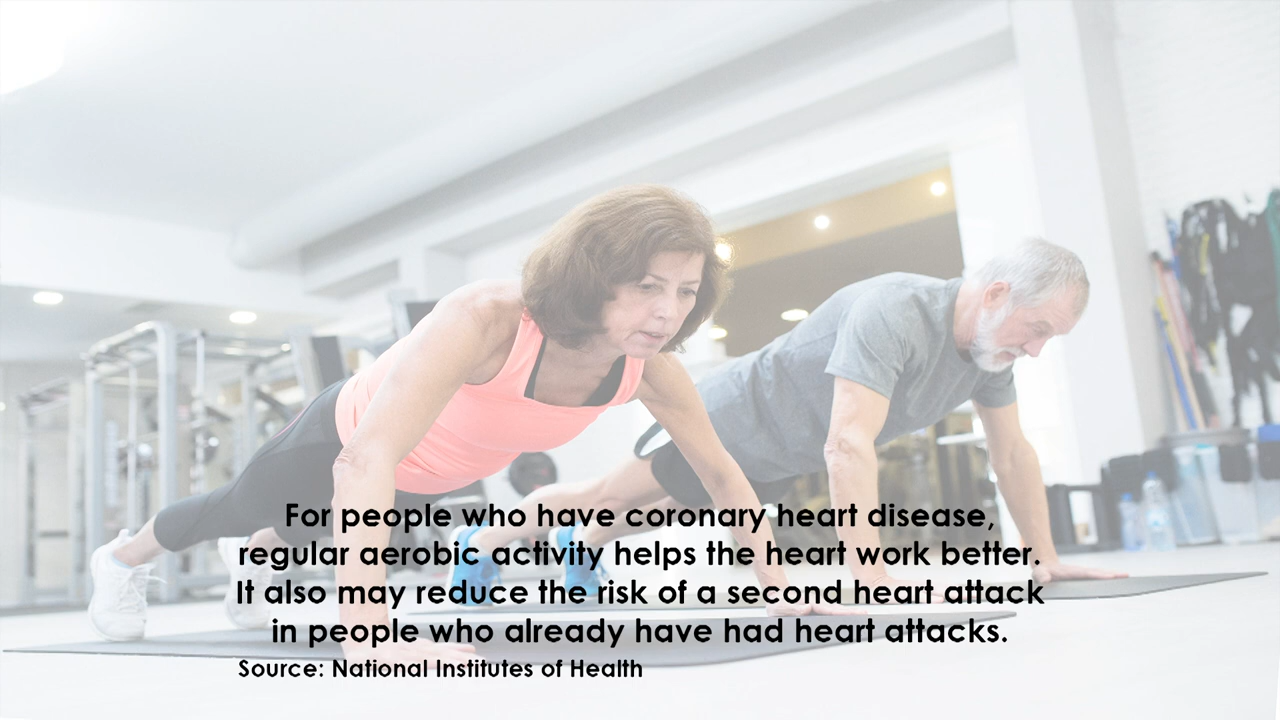 For people who have coronary heart disease,
regular aerobic activity helps the heart work better.
It also may reduce the risk of a second heart attack
in people who already have had heart attacks.
Source: National Institutes of Health